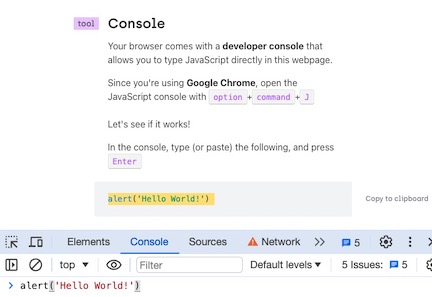 tool Console
Your browser comes with a developer console that
allows you to type JavaScript directly in this webpage.
Since you're using Google Chrome, open the
JavaScript console with option + command + J
Let's see if it works!
In the console, type (or paste) the following, and press
Enter
alert('Hello World!') Copy to clipboard
Elements Console Sources Network 5
top Filter Default levels 5 Issues: 5
> alert('Hello World!')